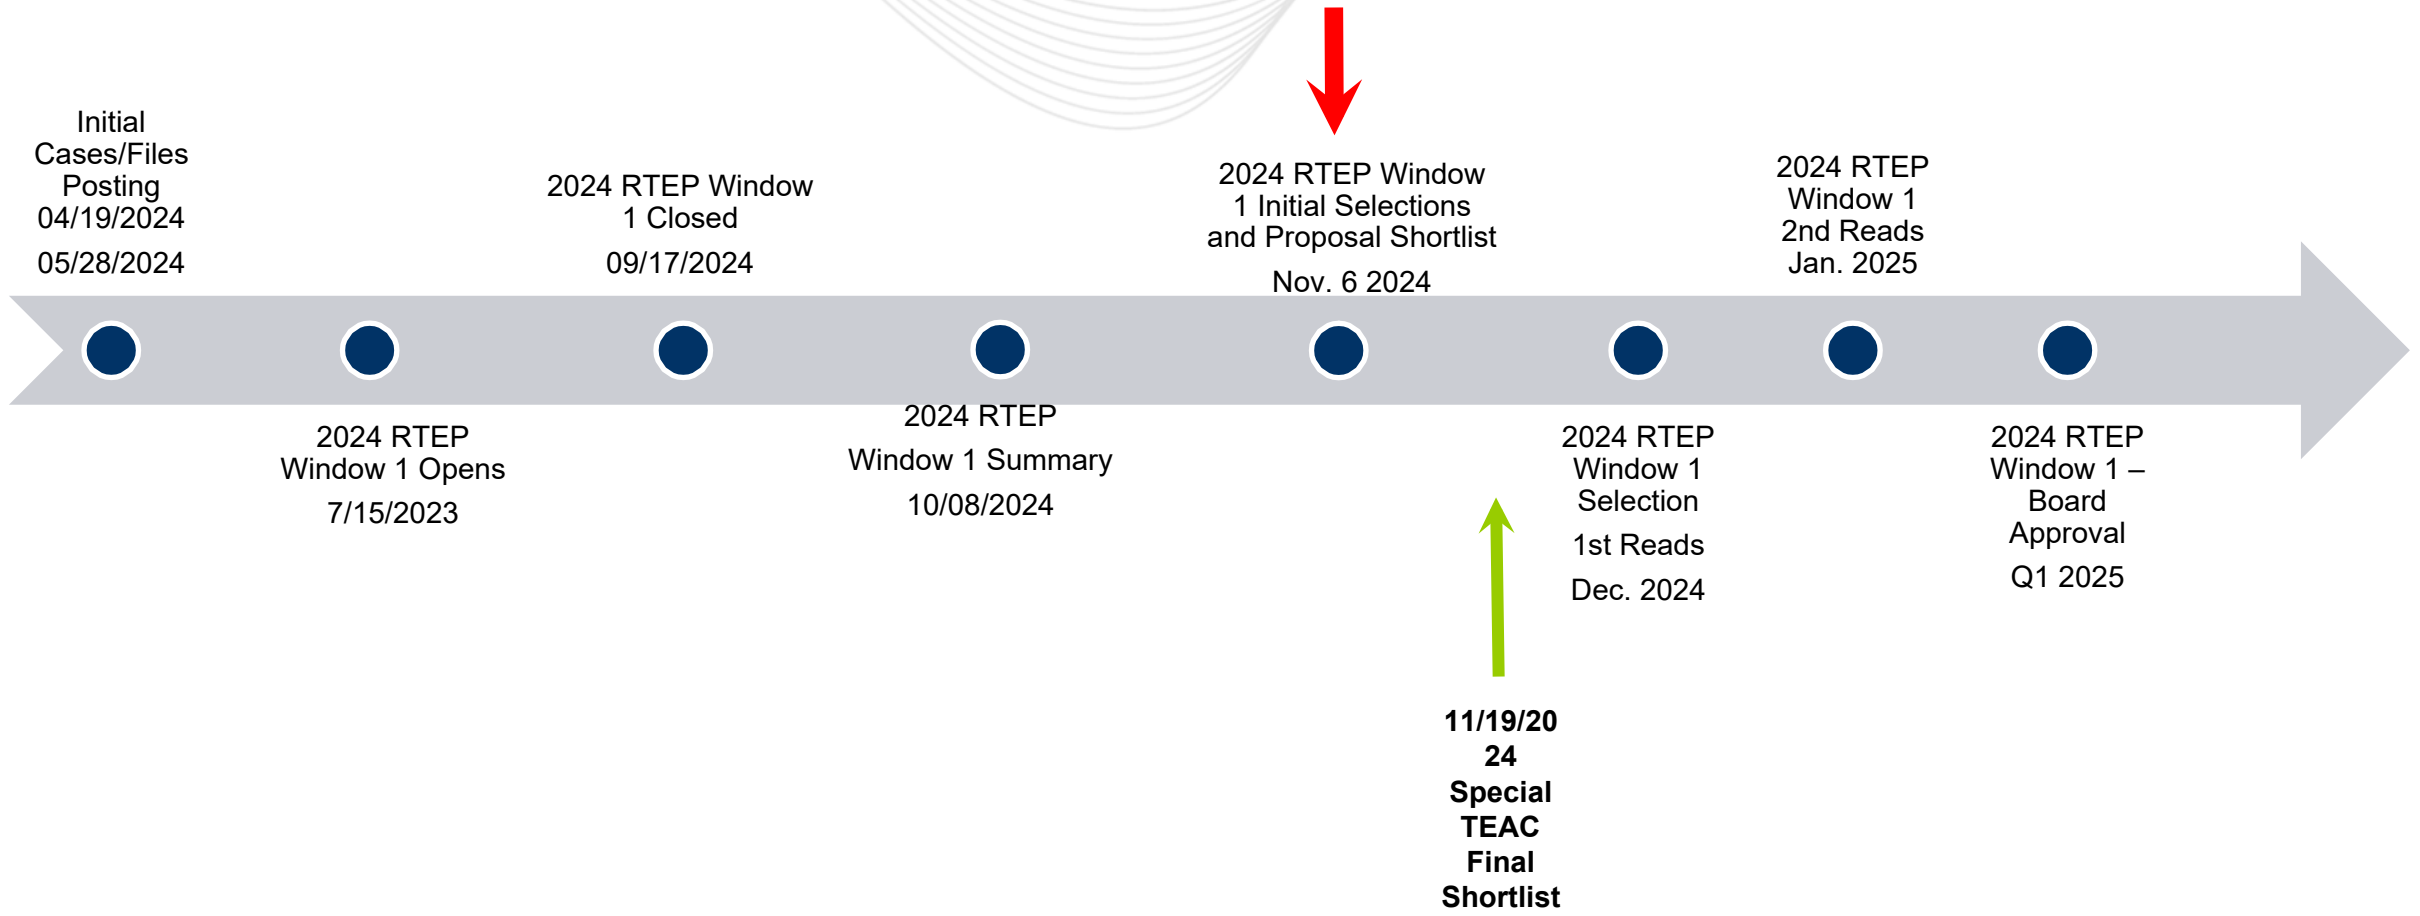 Initial
Cases/Files
Posting
04/19/2024
05/28/2024
2024 RTEP
Window 1 Opens
7/15/2023
2024 RTEP Window
1 Closed
09/17/2024
2024 RTEP
Window 1 Summary
10/08/2024
2024 RTEP Window
1 Initial Selections
and Proposal Shortlist
Nov. 6 2024
11/19/20
24
Special
TEAC
Final
Shortlist
2024 RTEP
Window 1
Selection
1st Reads
Dec. 2024
2024 RTEP
Window 1
2nd Reads
Jan. 2025
2024 RTEP
Window 1 –
Board
Approval
Q1 2025